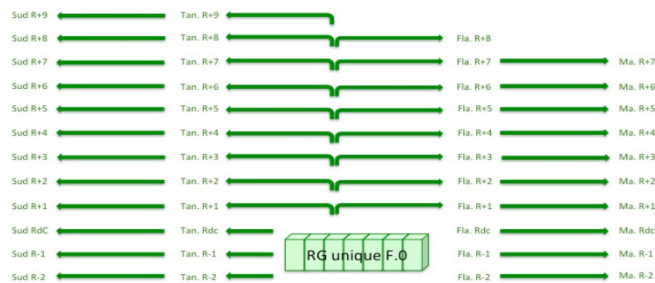 Sud R+9 Tan. R+9
Sud R+8 Tan. R+8 Fla. R+8
Sud R+7 Tan. R+7 Fla. R+7 Ma. R+7
Sud R+6 Tan. R+6 Fla. R+6 Ma. R+6
Sud R+5 Tan. R+5 Fla. R+5 Ma. R+5
Sud R+4 Tan. R+4 Fla. R+4 Ma. R+4
Sud R+3 Tan. R+3 Fla. R+3 Ma. R+3
Sud R+2 Tan. R+2 Fla. R+2 Ma. R+2
Sud R+1 Tan. R+1 Fla. R+1 Ma. R+1
Sud RdC Tan. Rdc Fla. Rdc Ma. Rdc
Sud R-1 Tan. R-1 RG unique F.0 Fla. R-1 Ma. R-1
Sud R-2 Tan. R-2 Fla. R-2 Ma. R-2